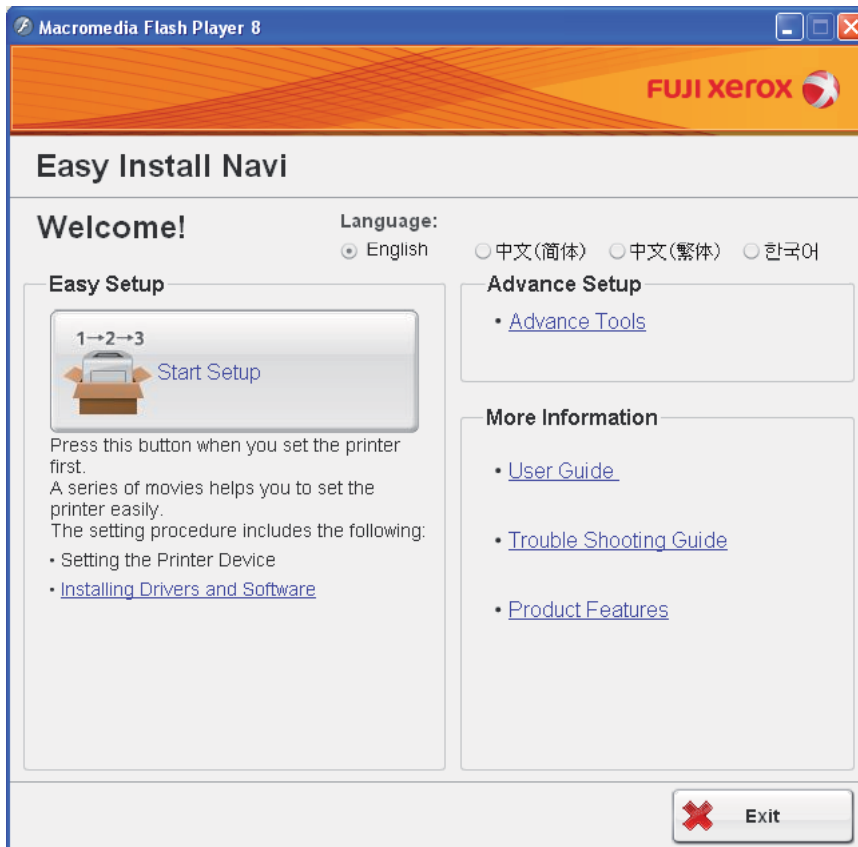 Macromedia Flash Player 8
FUJI xerox
Easy Install Navi
Welcome!
Language:
English 中文(简体) 中文(繁体) 한국어
Easy Setup
1→2→3
Start Setup
Press this button when you set the printer
first.
A series of movies helps you to set the
printer easily.
The setting procedure includes the following:
• Setting the Printer Device
• Installing Drivers and Software
Advance Setup
• Advance Tools
More Information
• User Guide
• Trouble Shooting Guide
• Product Features
Exit